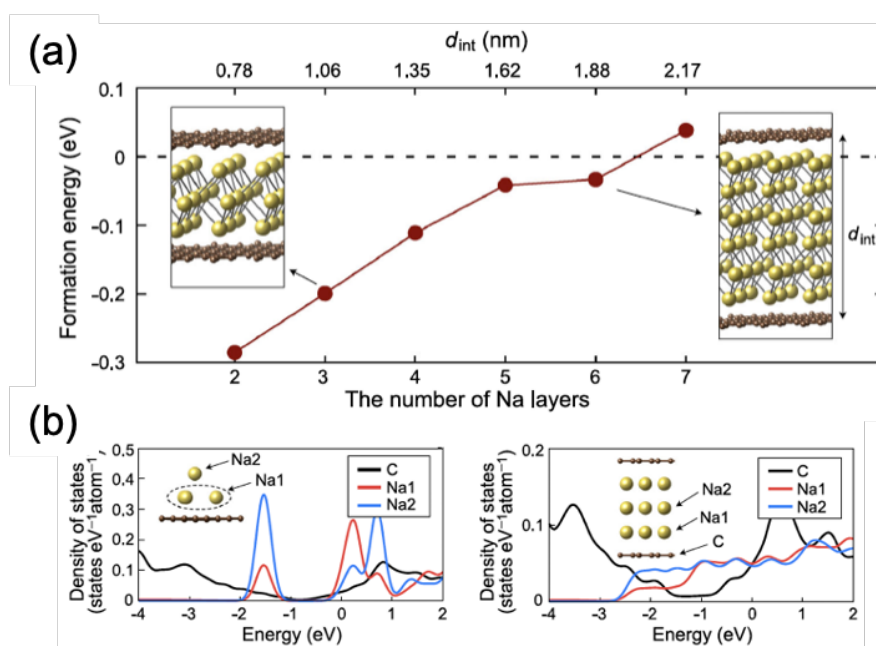 (a)
d_int (nm)
0.78 1.06 1.35 1.62 1.88 2.17
Formation energy (eV)
0.1
0
-0.1
-0.2
-0.3
d_int
2 3 4 5 6 7
The number of Na layers
(b)
Density of states
(states eV⁻¹atom⁻¹,
0.5
0.4
0.3
0.2
0.1
0
Na2
Na1
C
Na1
Na2
-4 -3 -2 -1 0 1 2
Energy (eV)
Density of states
(states eV⁻¹atom⁻¹)
0.2
0.1
0
Na2
Na1
C
C
Na1
Na2
-4 -3 -2 -1 0 1 2
Energy (eV)